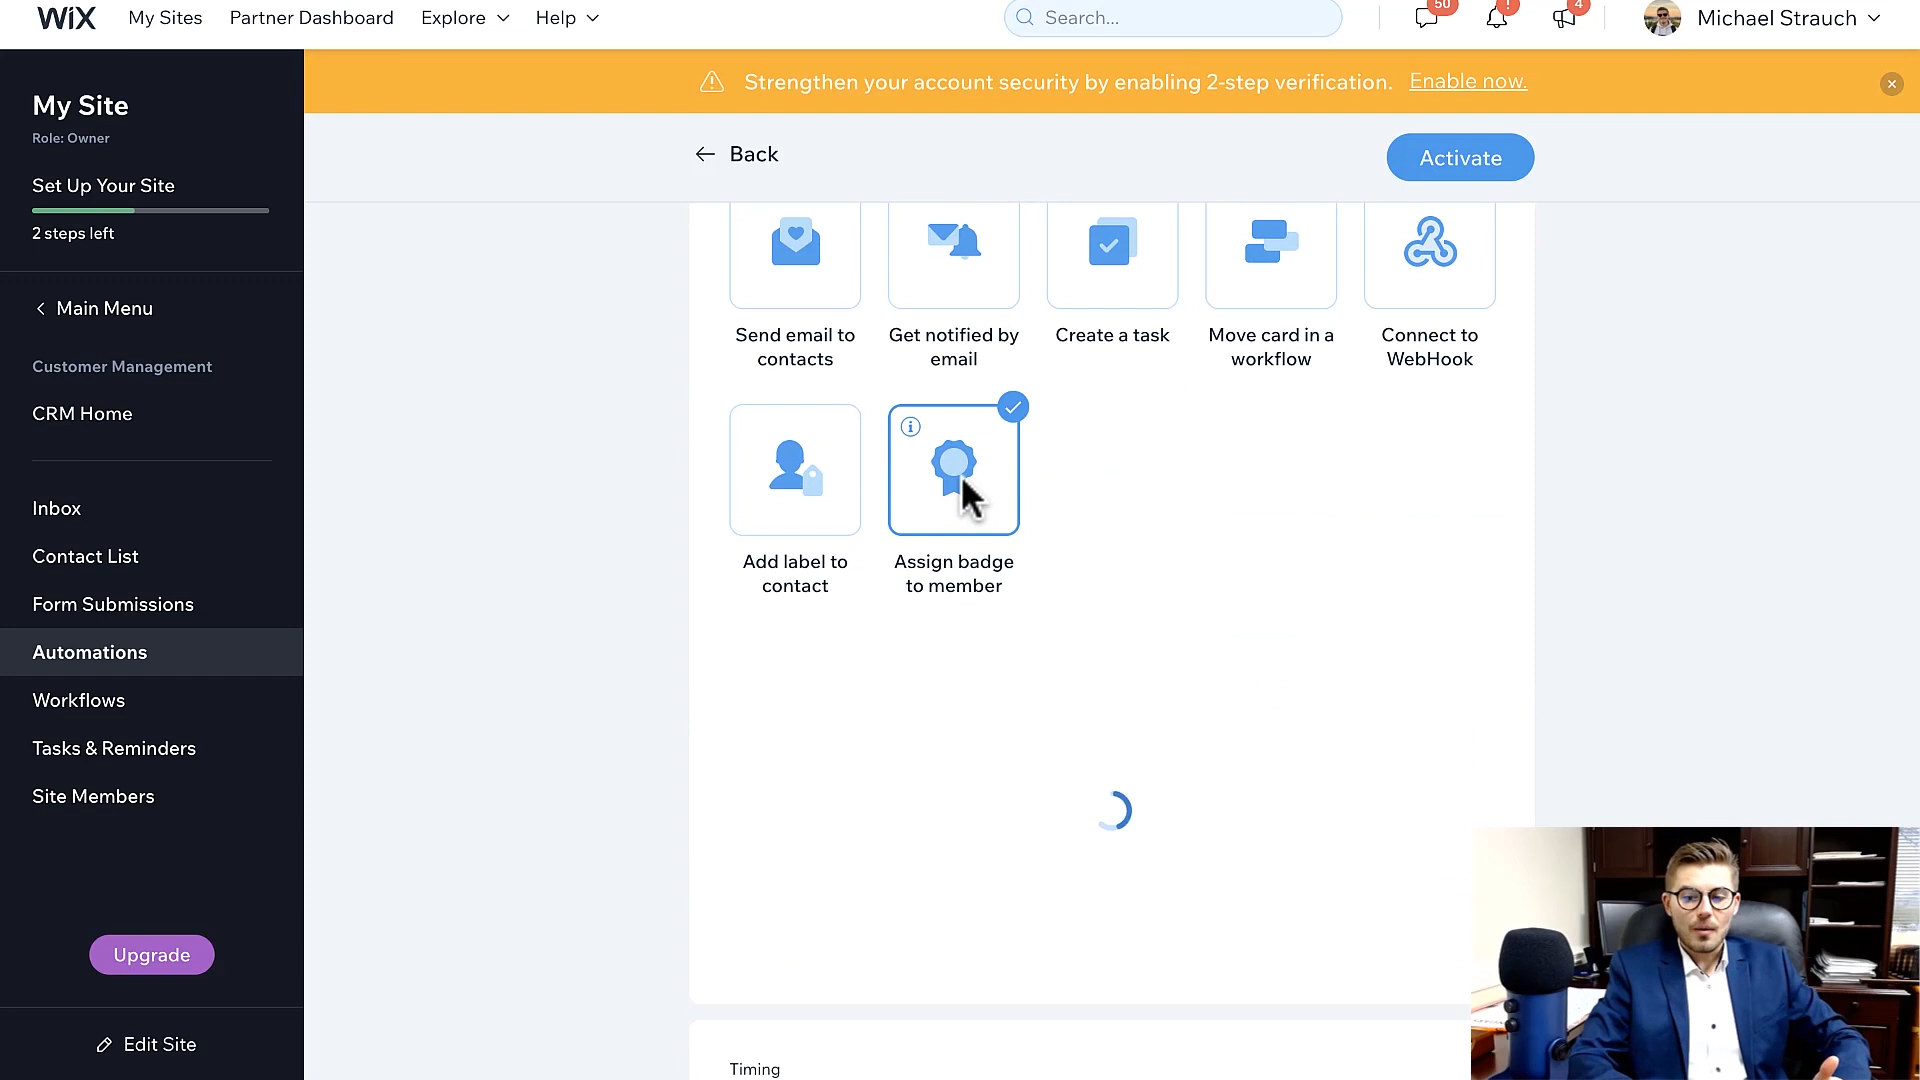 WiX
My Sites
Partner Dashboard
Explore
Help
Search...
50
!
4
Michael Strauch
Strengthen your account security by enabling 2-step verification. Enable now.
My Site
Role: Owner
Set Up Your Site
2 steps left
Main Menu
Customer Management
CRM Home
Inbox
Contact List
Form Submissions
Automations
Workflows
Tasks & Reminders
Site Members
Upgrade
Edit Site
Back
Activate
Send email to
contacts
Get notified by
email
Create a task
Move card in a
workflow
Connect to
WebHook
Add label to
contact
Assign badge
to member
Timing